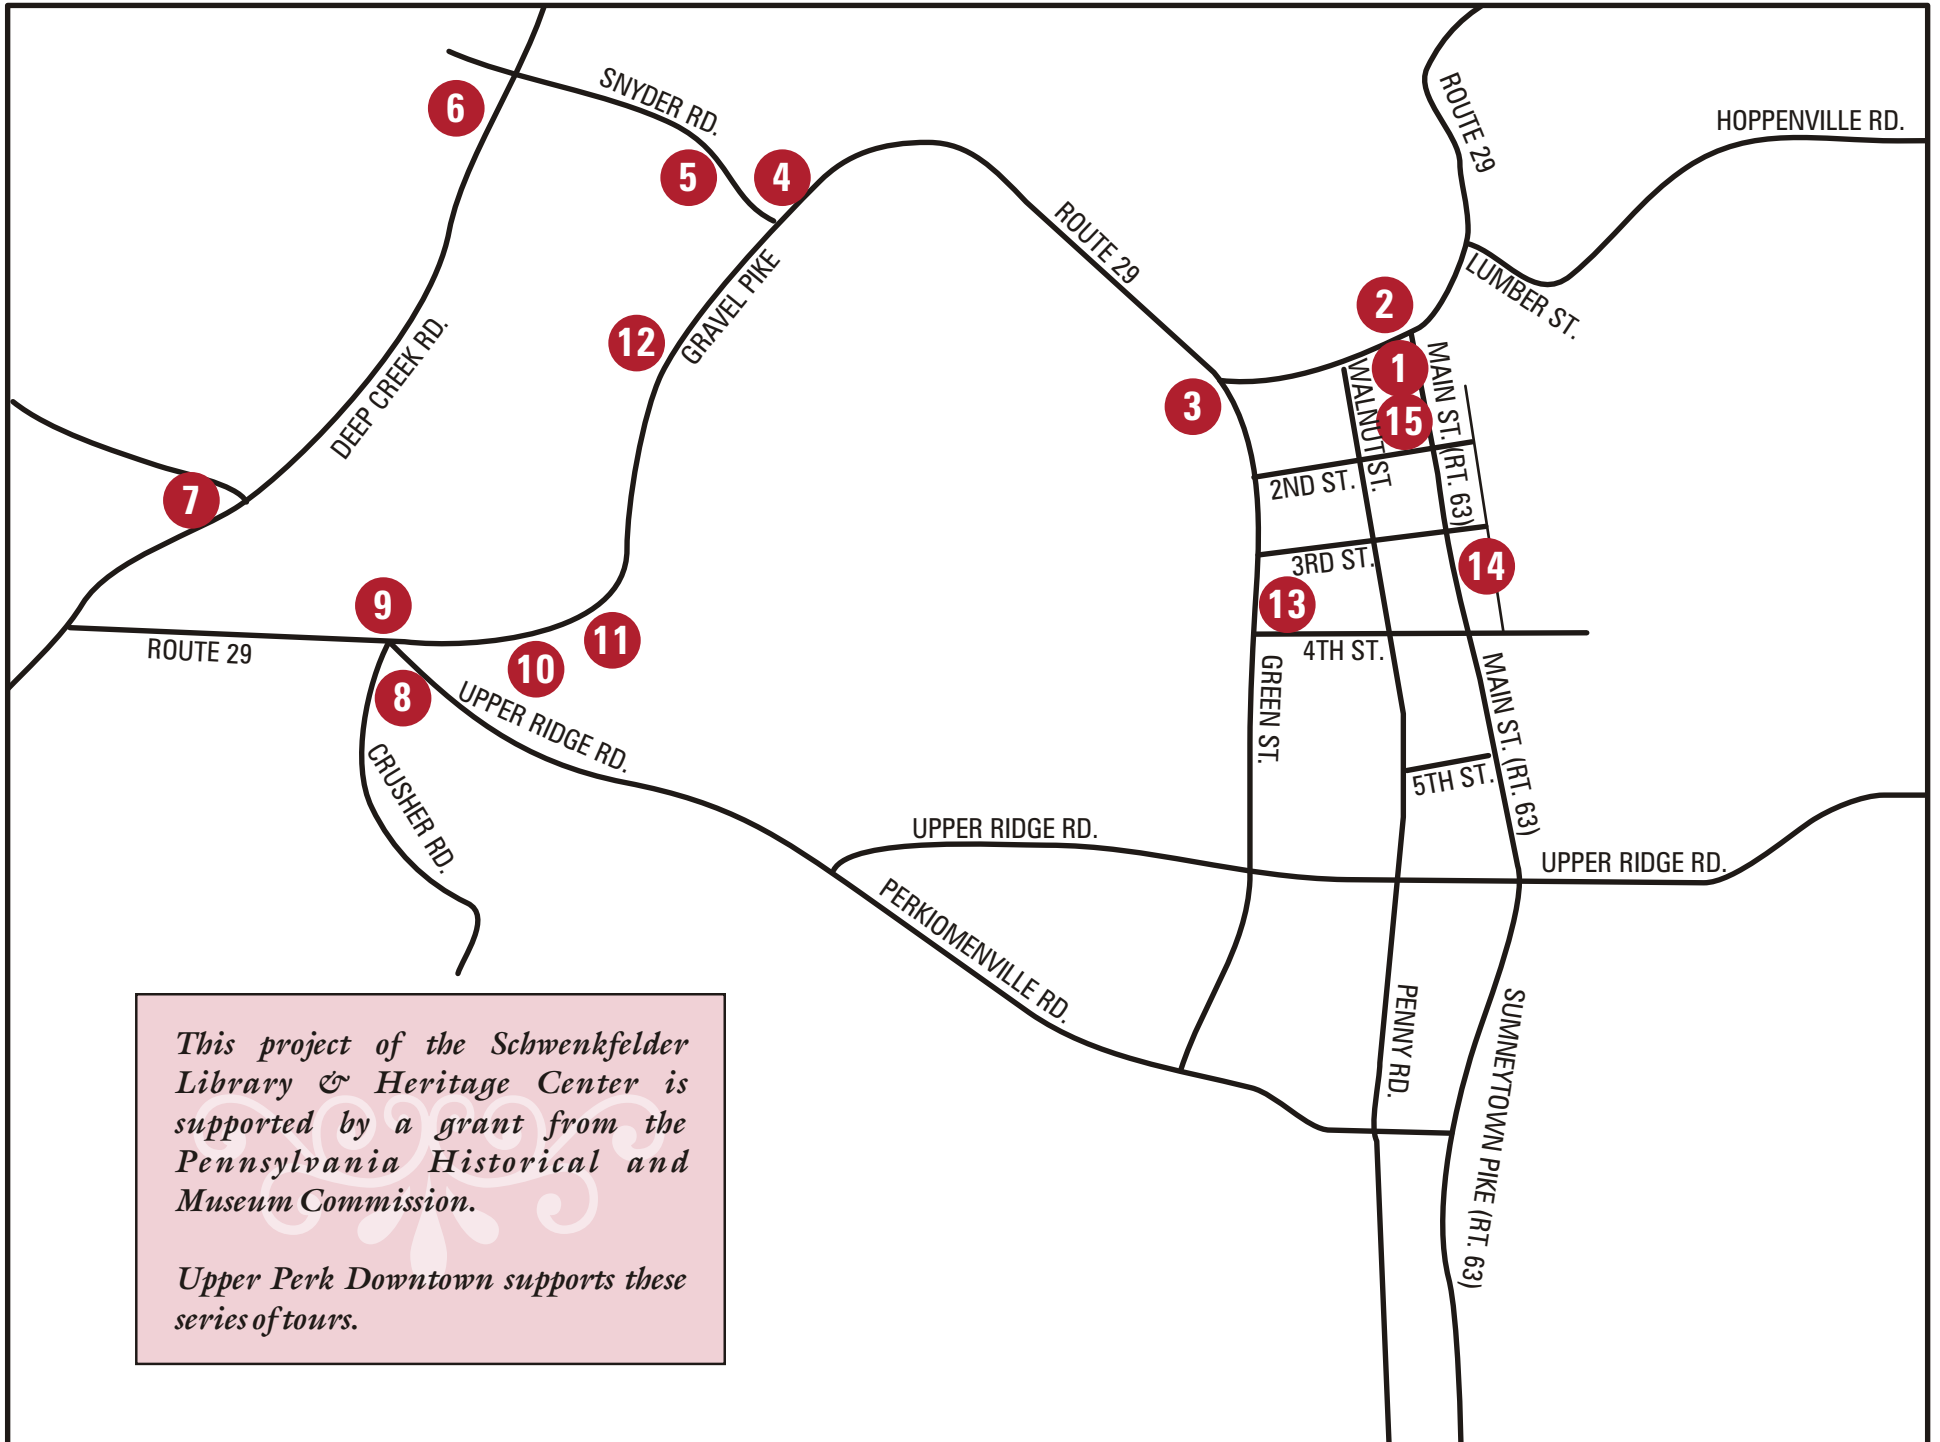 ROUTE 29
HOPPENVILLE RD.
SNYDER RD.
6
5
4
ROUTE 29
LUMBER ST.
2
GRAVEL PIKE
12
DEEP CREEK RD.
1
MAIN ST. (RT. 63)
WALNUT ST.
3
15
2ND ST.
7
3RD ST.
14
13
9
11
ROUTE 29
4TH ST.
10
8
UPPER RIDGE RD.
GREEN ST.
MAIN ST. (RT. 63)
CRUSHER RD.
5TH ST.
UPPER RIDGE RD.
UPPER RIDGE RD.
PERKIOMENVILLE RD.
PENNY RD.
SUMNEYTOWN PIKE (RT. 63)
This project of the Schwenkfelder
Library & Heritage Center is
supported by a grant from the
Pennsylvania Historical and
Museum Commission.
Upper Perk Downtown supports these
series of tours.